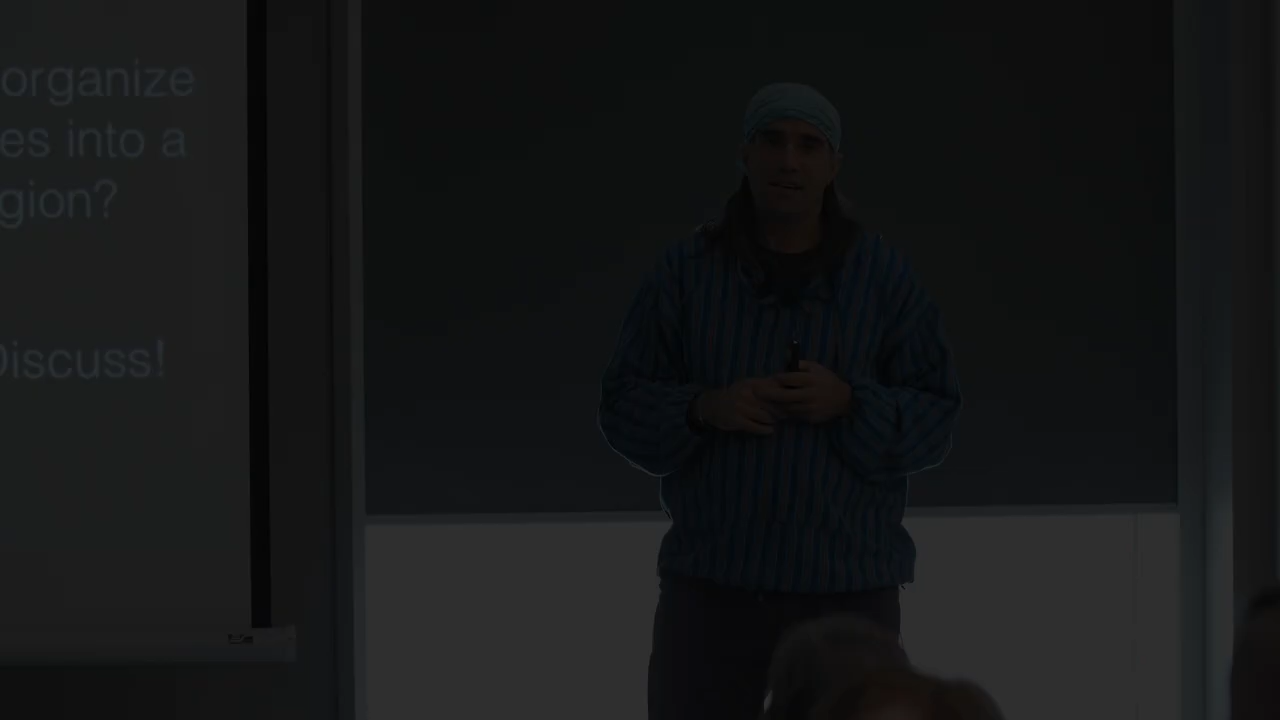 organize
es into a
gion?
Discuss!